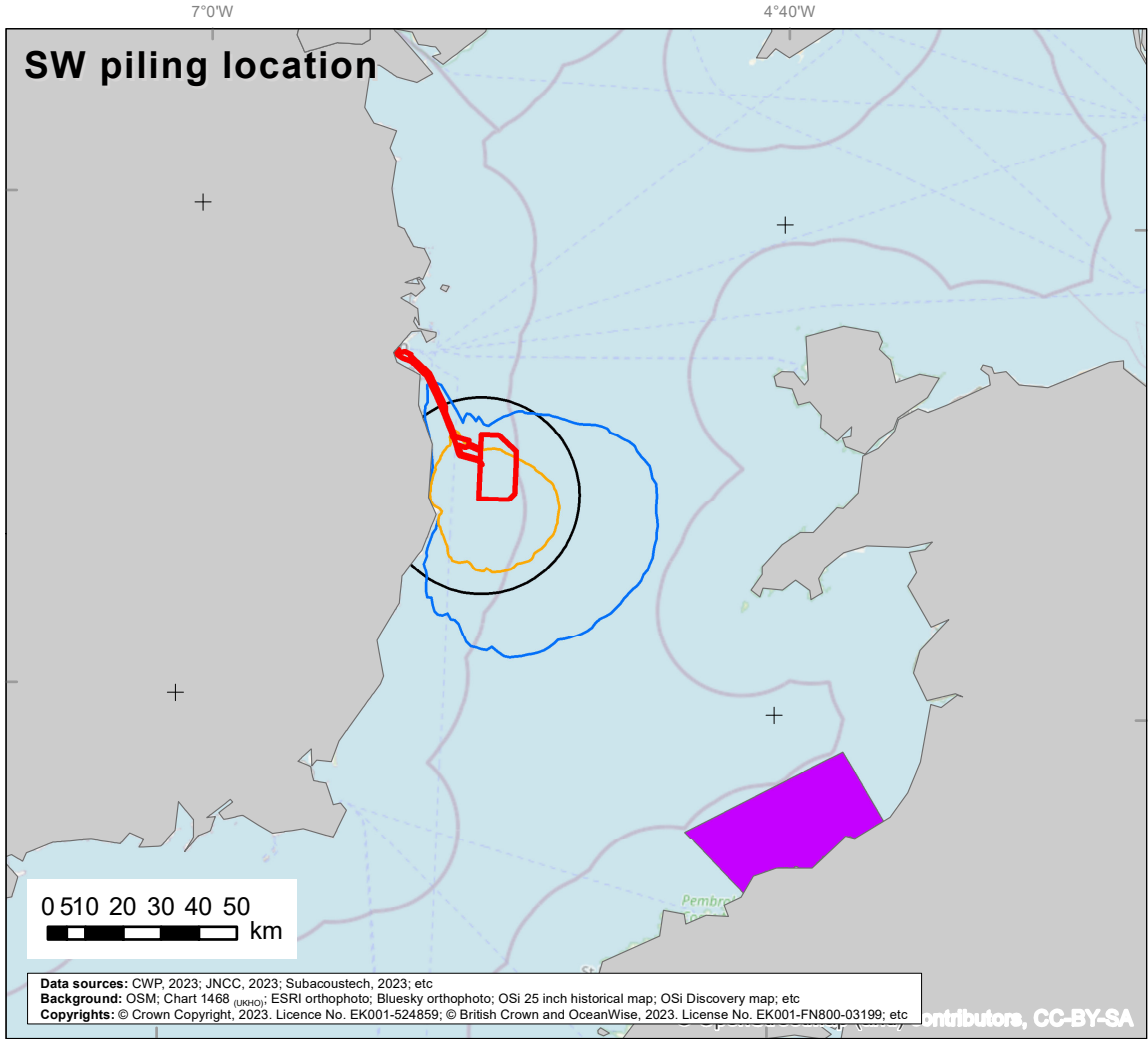 7°0'W 4°40'W
SW piling location
Pembro
0 5 10 20 30 40 50
km
St
Data sources: CWP, 2023; JNCC, 2023; Subacoustech, 2023; etc
Background: OSM; Chart 1468 (UKHO); ESRI orthophoto; Bluesky orthophoto; OSi 25 inch historical map; OSi Discovery map; etc
Copyrights: © Crown Copyright, 2023. Licence No. EK001-524859; © British Crown and OceanWise, 2023. License No. EK001-FN800-03199; etc
contributors, CC-BY-SA